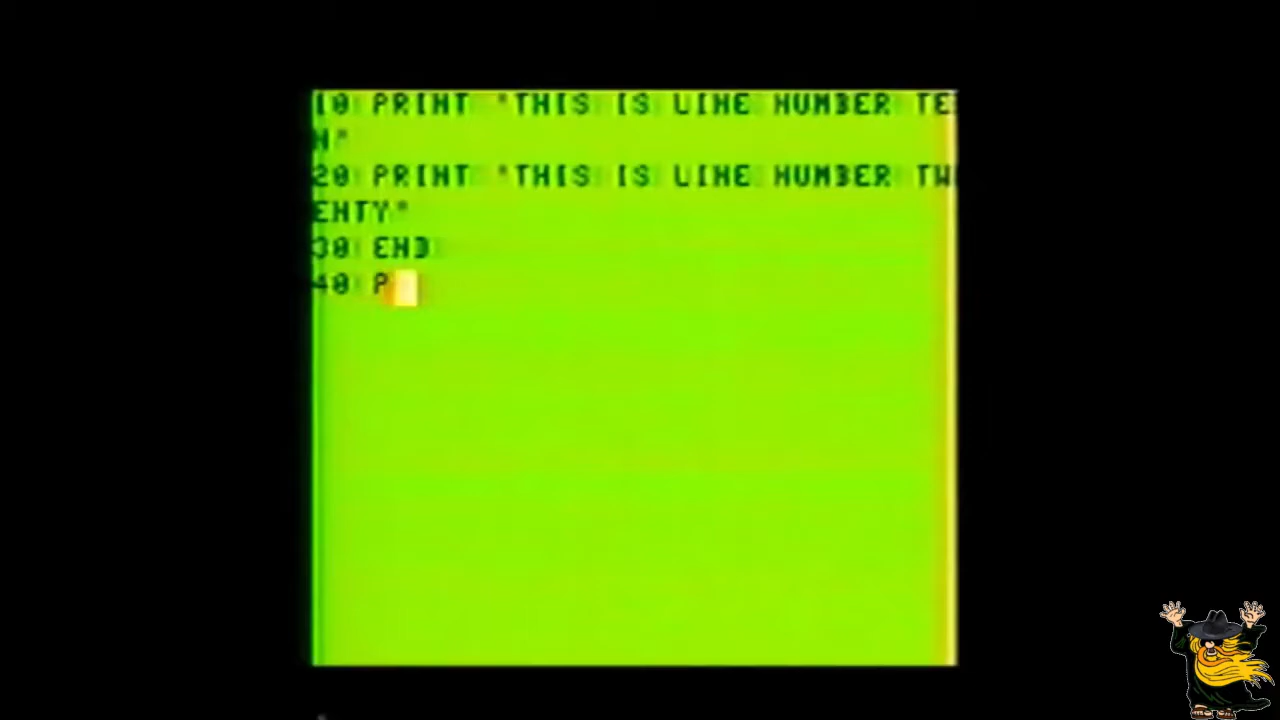 10 PRINT "THIS IS LINE NUMBER TE
N"
20 PRINT "THIS IS LINE NUMBER TW
ENTY"
30 END
40 P